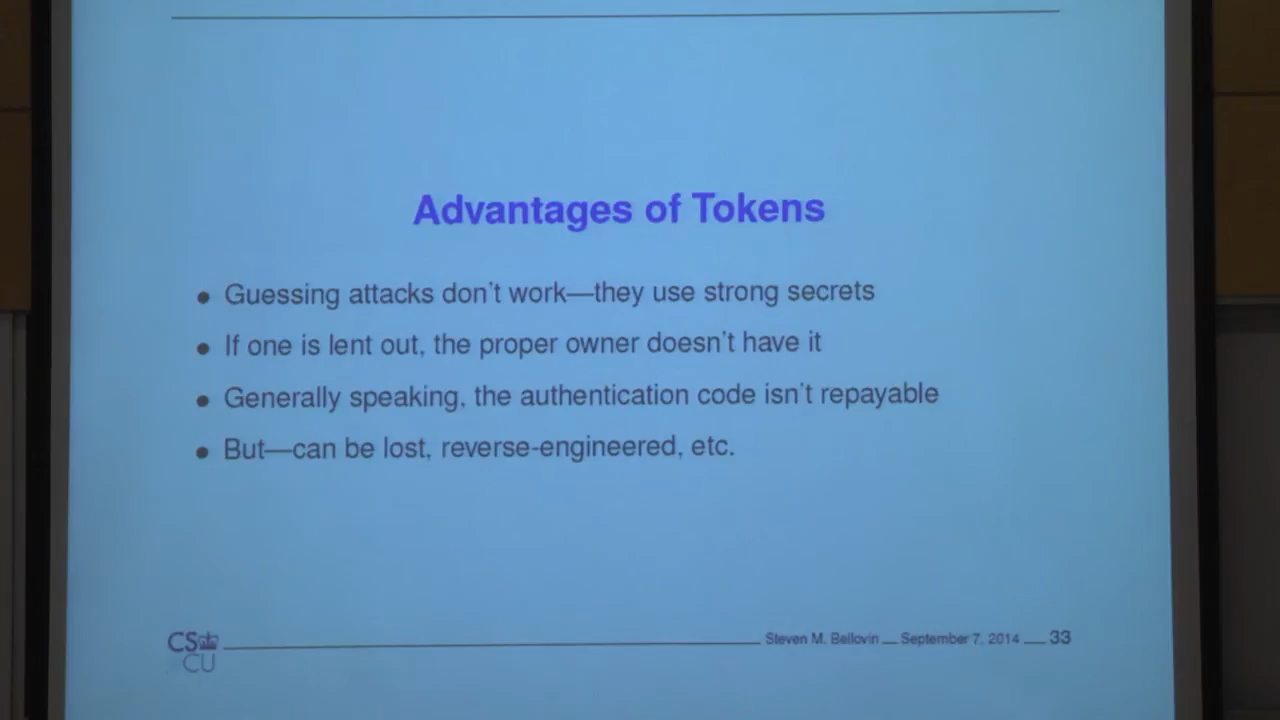 Advantages of Tokens
• Guessing attacks don't work—they use strong secrets
• If one is lent out, the proper owner doesn't have it
• Generally speaking, the authentication code isn't repayable
• But—can be lost, reverse-engineered, etc.
CS
CU
Steven M. Bellovin — September 7, 2014 — 33